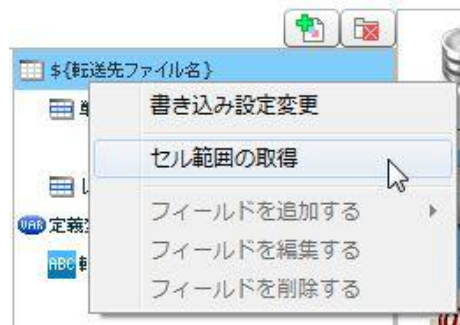 ${転送先ファイル名}
書き込み設定変更
セル範囲の取得
フィールドを追加する
VAR 定義
フィールドを編集する
ABC
フィールドを削除する